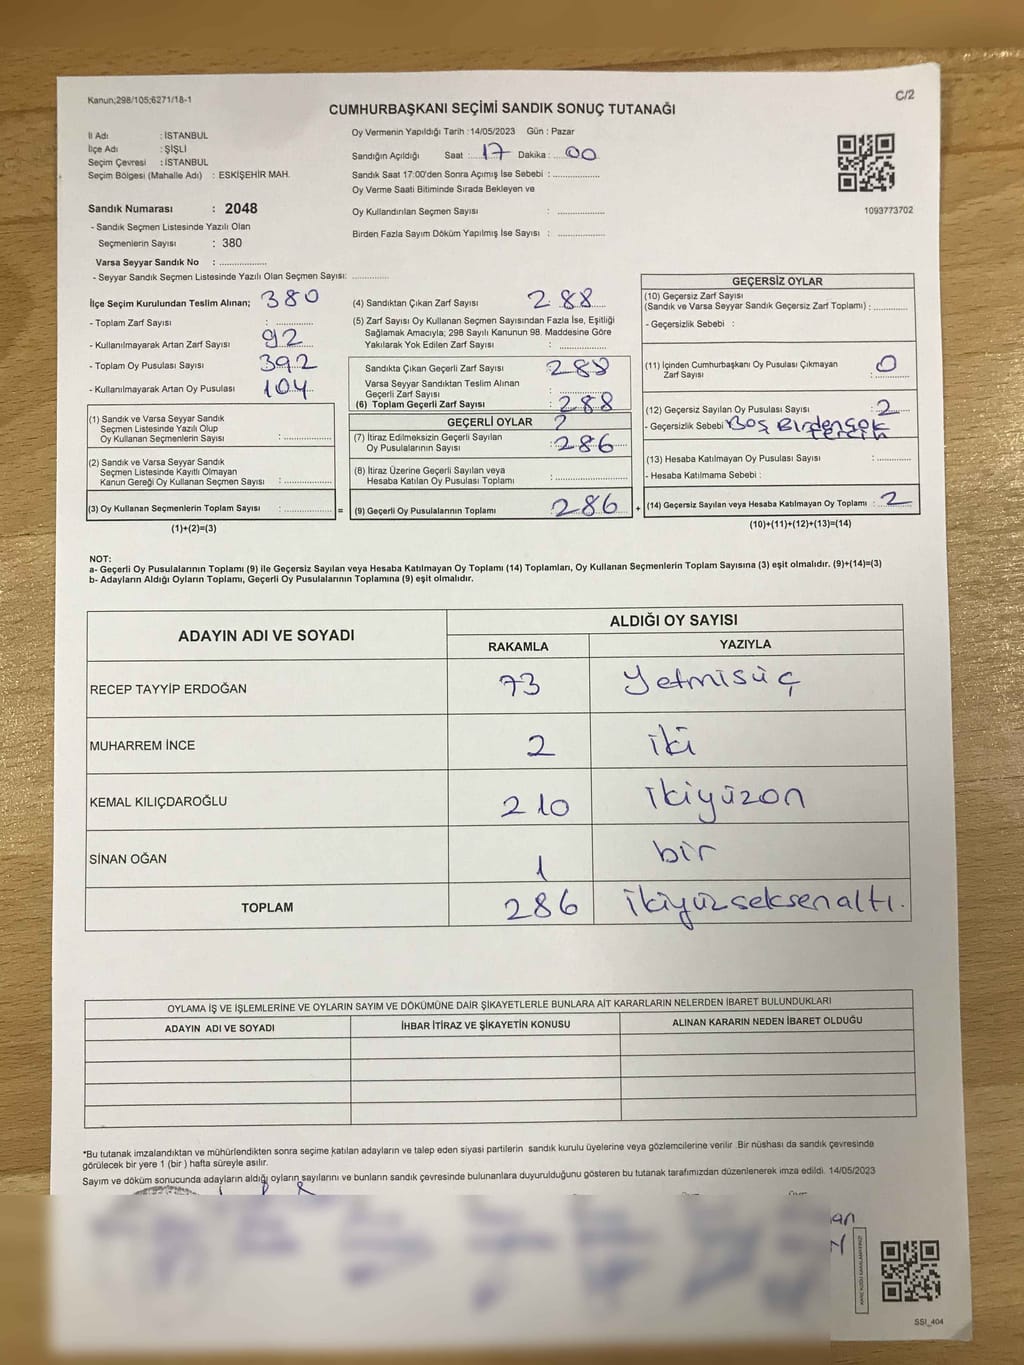 Kanun;298/105;6271/18-1
C/2
CUMHURBAŞKANI SEÇİMİ SANDIK SONUÇ TUTANAĞI
İl Adı : İSTANBUL
İlçe Adı : ŞİŞLİ
Seçim Çevresi : İSTANBUL
Seçim Bölgesi (Mahalle Adı) : ESKİŞEHİR MAH.
Sandık Numarası : 2048
- Sandık Seçmen Listesinde Yazılı Olan
Seçmenlerin Sayısı : 380
Varsa Seyyar Sandık No : ...................
- Seyyar Sandık Seçmen Listesinde Yazılı Olan Seçmen Sayısı: ..............
Oy Vermenin Yapıldığı Tarih : 14/05/2023 Gün : Pazar
Sandığın Açıldığı Saat : 17 Dakika : 00
Sandık Saat 17:00'den Sonra Açımış İse Sebebi : ...................
Oy Verme Saati Bitiminde Sırada Bekleyen ve
Oy Kullandırılan Seçmen Sayısı : ...................
Birden Fazla Sayım Döküm Yapılmış İse Sayısı : ...................
1093773702
İlçe Seçim Kurulundan Teslim Alınan; 380
- Toplam Zarf Sayısı : ..............
- Kullanılmayarak Artan Zarf Sayısı : 92
- Toplam Oy Pusulası Sayısı : 392
- Kullanılmayarak Artan Oy Pusulası : 104
(1) Sandık ve Varsa Seyyar Sandık
Seçmen Listesinde Yazılı Olup
Oy Kullanan Seçmenlerin Sayısı : ..............
(2) Sandık ve Varsa Seyyar Sandık
Seçmen Listesinde Kayıtlı Olmayan
Kanun Gereği Oy Kullanan Seçmen Sayısı : ..............
(3) Oy Kullanan Seçmenlerin Toplam Sayısı : ..............
(1)+(2)=(3)
(4) Sandıktan Çıkan Zarf Sayısı : 288
(5) Zarf Sayısı Oy Kullanan Seçmen Sayısından Fazla İse, Eşitliği
Sağlamak Amacıyla; 298 Sayılı Kanunun 98. Maddesine Göre
Yakılarak Yok Edilen Zarf Sayısı : ..............
Sandıkta Çıkan Geçerli Zarf Sayısı : 288
Varsa Seyyar Sandıktan Teslim Alınan
Geçerli Zarf Sayısı : ..............
(6) Toplam Geçerli Zarf Sayısı : 288
GEÇERLİ OYLAR
(7) İtiraz Edilmeksizin Geçerli Sayılan
Oy Pusulalarının Sayısı : 286
(8) İtiraz Üzerine Geçerli Sayılan veya
Hesaba Katılan Oy Pusulası Toplamı : ..............
= (9) Geçerli Oy Pusulalarının Toplamı : 286
GEÇERSİZ OYLAR
(10) Geçersiz Zarf Sayısı
(Sandık ve Varsa Seyyar Sandık Geçersiz Zarf Toplamı) : ..............
- Geçersizlik Sebebi :
(11) İçinden Cumhurbaşkanı Oy Pusulası Çıkmayan
Zarf Sayısı : 0
(12) Geçersiz Sayılan Oy Pusulası Sayısı : 2
- Geçersizlik Sebebi Boş Birden çok
tercih
(13) Hesaba Katılmayan Oy Pusulası Sayısı : ..............
- Hesaba Katılmama Sebebi :
+ (14) Geçersiz Sayılan veya Hesaba Katılmayan Oy Toplamı : 2
(10)+(11)+(12)+(13)=(14)
NOT:
a- Geçerli Oy Pusulalarının Toplamı (9) ile Geçersiz Sayılan veya Hesaba Katılmayan Oy Toplamı (14) Toplamları, Oy Kullanan Seçmenlerin Toplam Sayısına (3) eşit olmalıdır. (9)+(14)=(3)
b- Adayların Aldığı Oyların Toplamı, Geçerli Oy Pusulalarının Toplamına (9) eşit olmalıdır.
ADAYIN ADI VE SOYADI ALDIĞI OY SAYISI
RAKAMLA YAZIYLA
RECEP TAYYİP ERDOĞAN 73 Yetmisüç
MUHARREM İNCE 2 iki
KEMAL KILIÇDAROĞLU 210 ikiyüzon
SİNAN OĞAN 1 bir
TOPLAM 286 ikiyüzseksenaltı.
OYLAMA İŞ VE İŞLEMLERİNE VE OYLARIN SAYIM VE DÖKÜMÜNE DAİR ŞİKAYETLERLE BUNLARA AİT KARARLARIN NELERDEN İBARET BULUNDUKLARI
ADAYIN ADI VE SOYADI İHBAR İTİRAZ VE ŞİKAYETİN KONUSU ALINAN KARARIN NEDEN İBARET OLDUĞU
*Bu tutanak imzalandıktan ve mühürlendikten sonra seçime katılan adayların ve talep eden siyasi partilerin sandık kurulu üyelerine veya gözlemcilerine verilir. Bir nüshası da sandık çevresinde
görülecek bir yere 1 (bir) hafta süreyle asılır.
Sayım ve döküm sonucunda adayların aldığı oyların sayılarını ve bunların sandık çevresinde bulunanlara duyurulduğunu gösteren bu tutanak tarafımızdan düzenlenerek imza edildi. 14/05/2023
SSI_404